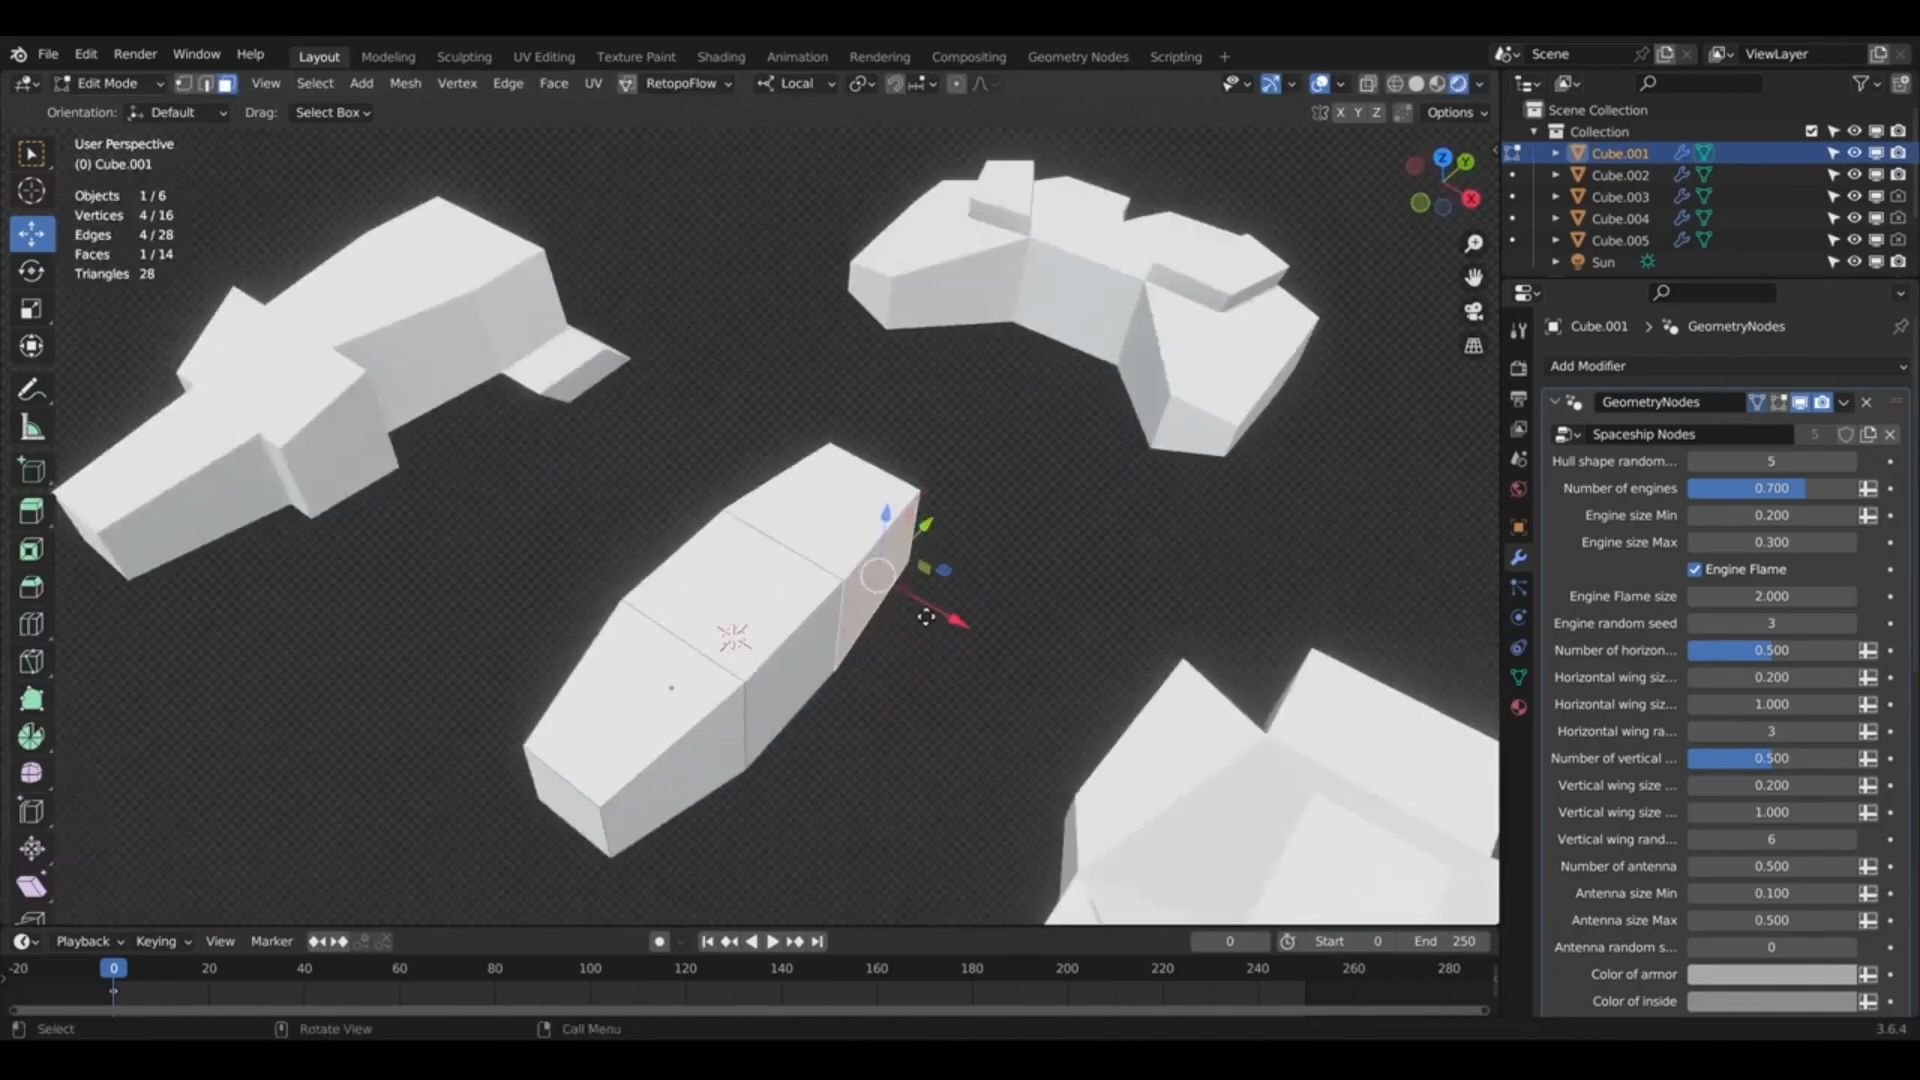 File Edit Render Window Help Layout Modeling Sculpting UV Editing Texture Paint Shading Animation Rendering Compositing Geometry Nodes Scripting + Scene ViewLayer
Edit Mode View Select Add Mesh Vertex Edge Face UV RetopoFlow Local
Orientation: Default Drag: Select Box X Y Z Options
User Perspective
(0) Cube.001
Objects 1 / 6
Vertices 4 / 16
Edges 4 / 28
Faces 1 / 14
Triangles 28
Z
Y
X
Scene Collection
Collection
Cube.001
Cube.002
Cube.003
Cube.004
Cube.005
Sun
Cube.001 > GeometryNodes
Add Modifier
GeometryNodes
Spaceship Nodes 5
Hull shape random... 5
Number of engines 0.700
Engine size Min 0.200
Engine size Max 0.300
Engine Flame
Engine Flame size 2.000
Engine random seed 3
Number of horizon... 0.500
Horizontal wing siz... 0.200
Horizontal wing siz... 1.000
Horizontal wing ra... 3
Number of vertical ... 0.500
Vertical wing size ... 0.200
Vertical wing size ... 1.000
Vertical wing rand... 6
Number of antenna 0.500
Antenna size Min 0.100
Antenna size Max 0.500
Antenna random s... 0
Color of armor
Color of inside
Playback Keying View Marker 0 Start 0 End 250
-20 0 20 40 60 80 100 120 140 160 180 200 220 240 260 280
Select Rotate View Call Menu 3.6.4